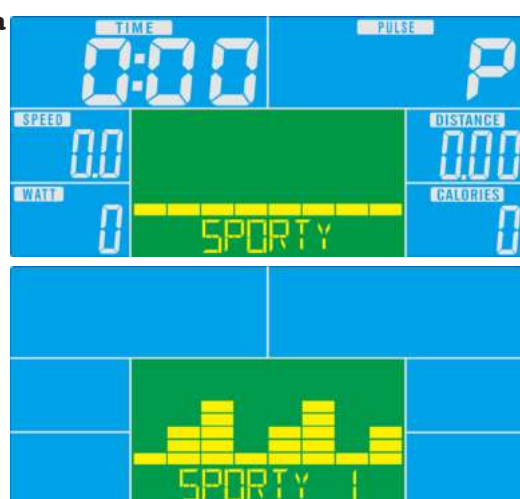 a
TIME PULSE
0:00 P
SPEED DISTANCE
0.0 0.00
WATT CALORIES
0 0
SPORTY
SPORTY 1